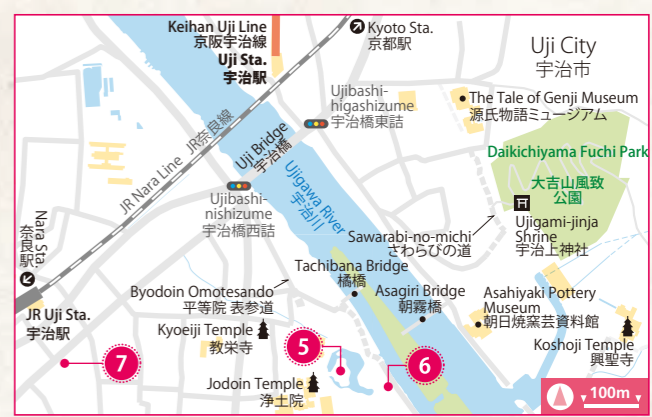 Keihan Uji Line
京阪宇治線
Uji Sta.
宇治駅
Kyoto Sta.
京都駅
Uji City
宇治市
Ujibashi-
higashizume
宇治橋東詰
The Tale of Genji Museum
源氏物語ミュージアム
JR Nara Line JR奈良線
Uji Bridge
宇治橋
Daikichiyama Fuchi Park
大吉山風致
公園
Ujigawa River
宇治川
Ujibashi-
nishizume
宇治橋西詰
Ujigami-jinja
Shrine
宇治上神社
Nara Sta.
奈良駅
Sawarabi-no-michi
さわらびの道
Tachibana Bridge
橘橋
Byodoin Omotesando
平等院 表参道
Asagiri Bridge
朝霧橋
Asahiyaki Pottery
Museum
朝日焼窯芸資料館
JR Uji Sta.
宇治駅
Kyoeiji Temple
教栄寺
Koshoji Temple
興聖寺
5
6
7
Jodoin Temple
浄土院
100m